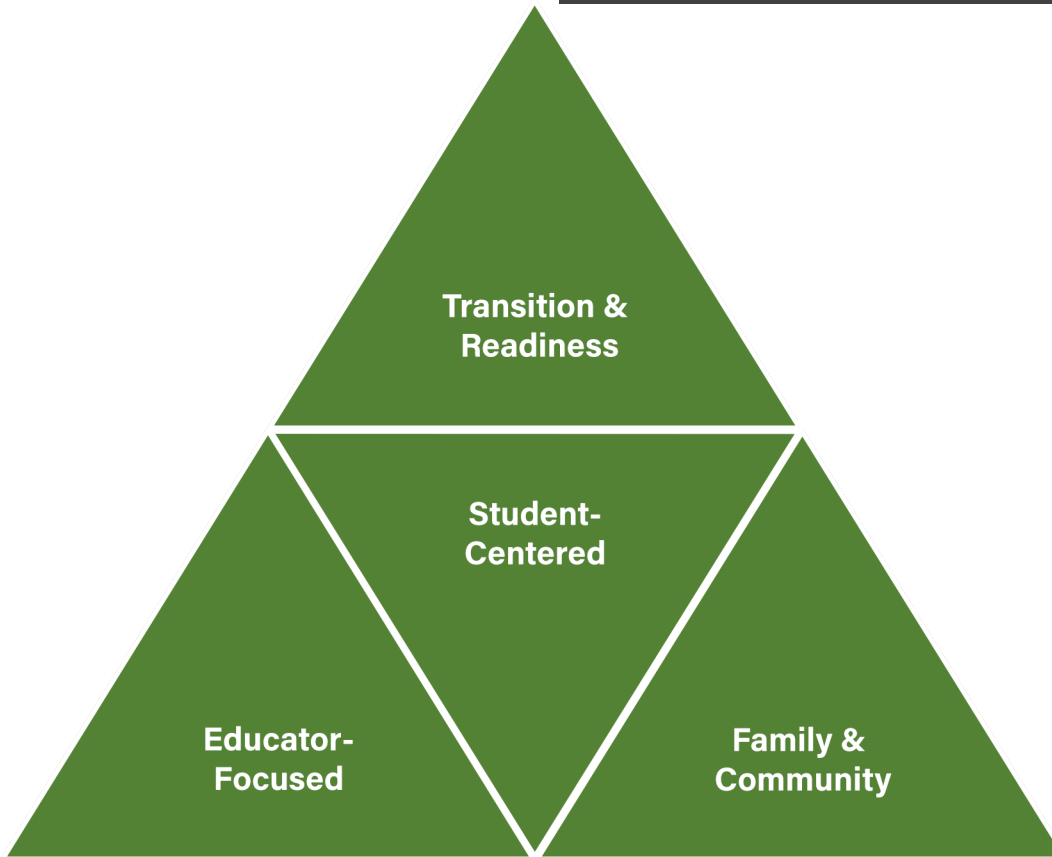 Transition &
Readiness
Student-
Centered
Educator-
Focused
Family &
Community